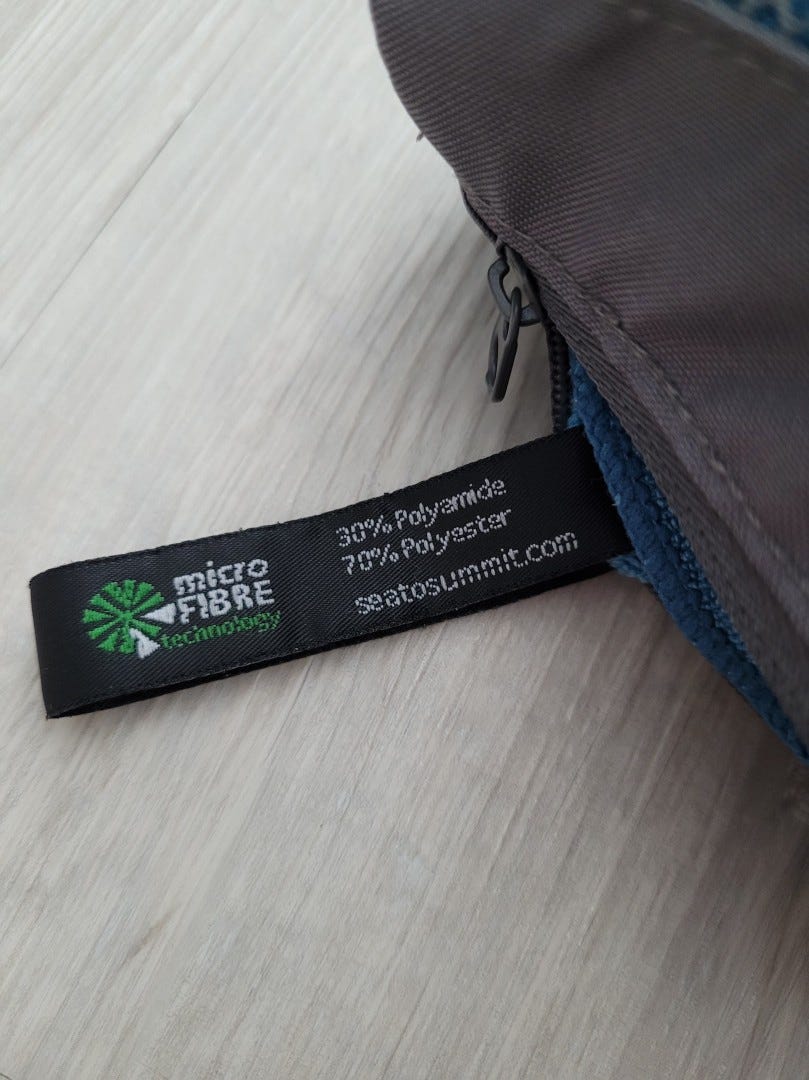 micro
FIBRE
technology
30% Polyamide
70% Polyester
seatosummit.com